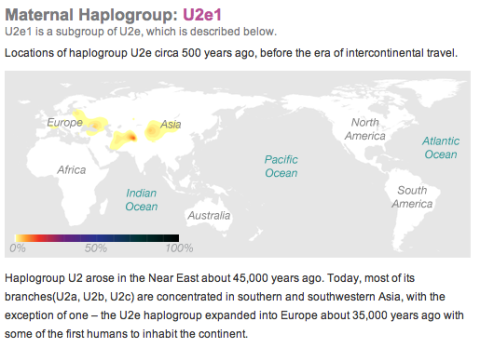 Maternal Haplogroup: U2e1
U2e1 is a subgroup of U2e, which is described below.
Locations of haplogroup U2e circa 500 years ago, before the era of intercontinental travel.
Europe
Asia
North
America
Atlantic
Ocean
Africa
Pacific
Ocean
Indian
Ocean
South
America
Australia
0% 50% 100%
Haplogroup U2 arose in the Near East about 45,000 years ago. Today, most of its
branches(U2a, U2b, U2c) are concentrated in southern and southwestern Asia, with the
exception of one – the U2e haplogroup expanded into Europe about 35,000 years ago with
some of the first humans to inhabit the continent.